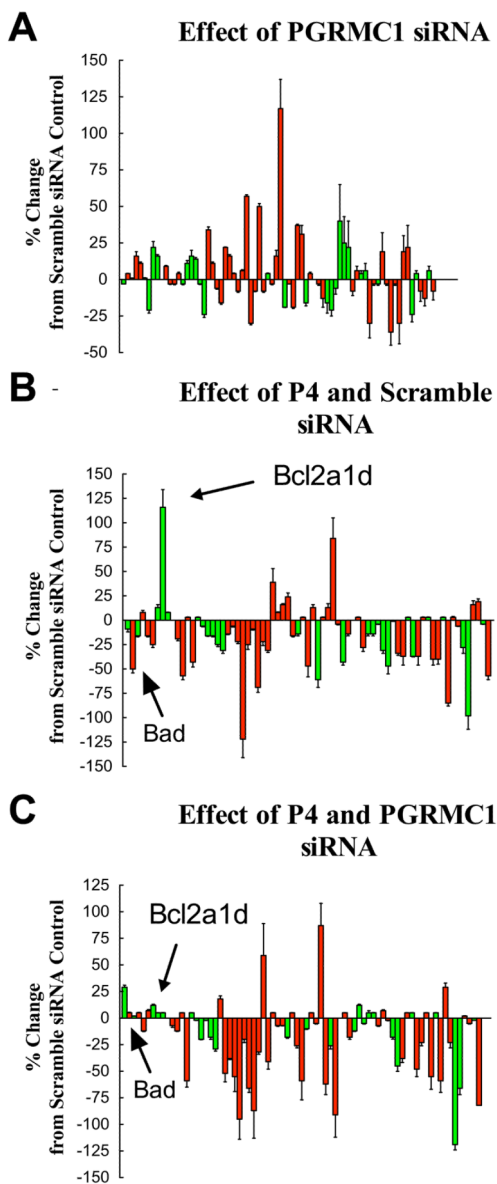 A
Effect of PGRMC1 siRNA
% Change
from Scramble siRNA Control
150
125
100
75
50
25
0
-25
-50
B
-
Effect of P4 and Scramble
siRNA
% Change
from Scramble siRNA Control
150
125
100
75
50
25
0
-25
-50
-75
-100
-125
-150
Bcl2a1d
Bad
C
Effect of P4 and PGRMC1
siRNA
% Change
from Scramble siRNA Control
125
100
75
50
25
0
-25
-50
-75
-100
-125
-150
Bcl2a1d
Bad